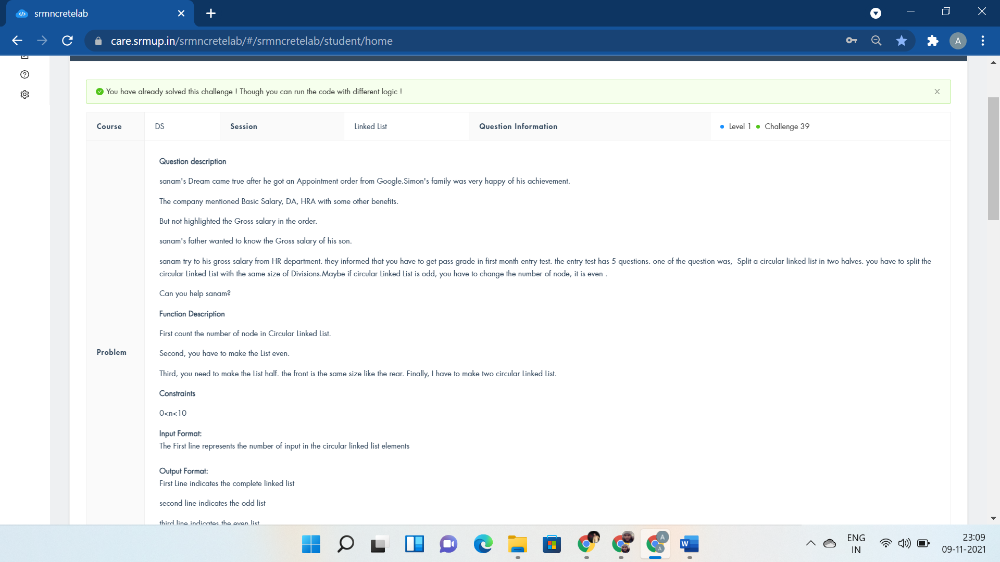 srmncretelab
care.srmup.in/srmncretelab/#/srmncretelab/student/home
A
You have already solved this challenge ! Though you can run the code with different logic !
Course DS Session Linked List Question Information Level 1 Challenge 39
Question description
sanam's Dream came true after he got an Appointment order from Google.Simon's family was very happy of his achievement.
The company mentioned Basic Salary, DA, HRA with some other benefits.
But not highlighted the Gross salary in the order.
sanam's father wanted to know the Gross salary of his son.
sanam try to his gross salary from HR department. they informed that you have to get pass grade in first month entry test. the entry test has 5 questions. one of the question was, Split a circular linked list in two halves. you have to split the
circular Linked List with the same size of Divisions.Maybe if circular Linked List is odd, you have to change the number of node, it is even .
Can you help sanam?
Function Description
First count the number of node in Circular Linked List.
Second, you have to make the List even.
Problem
Third, you need to make the List half. the front is the same size like the rear. Finally, I have to make two circular Linked List.
Constraints
0<n<10
Input Format:
The First line represents the number of input in the circular linked list elements
Output Format:
First Line indicates the complete linked list
second line indicates the odd list
third line indicates the even list
W
A
A
ENG
IN
23:09
09-11-2021